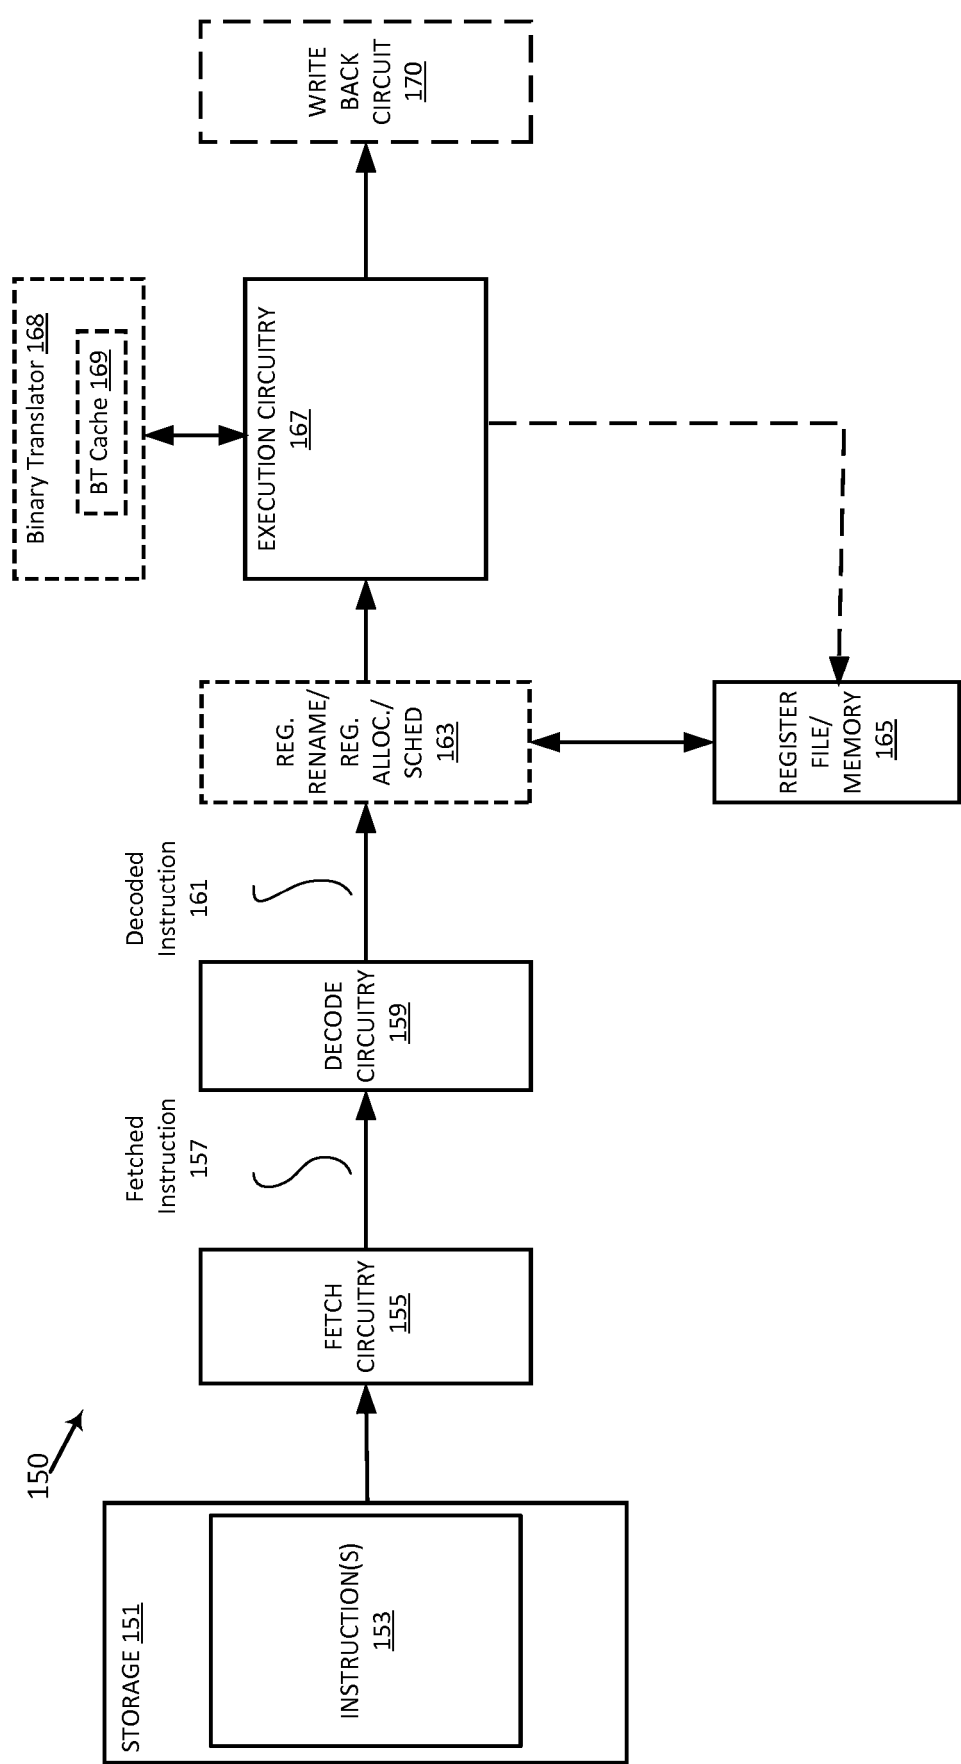 150
STORAGE 151
INSTRUCTION(S)
153
FETCH
CIRCUITRY
155
Fetched
Instruction
157
DECODE
CIRCUITRY
159
Decoded
Instruction
161
REG.
RENAME/
REG.
ALLOC./
SCHED
163
REGISTER
FILE/
MEMORY
165
EXECUTION CIRCUITRY
167
Binary Translator 168
BT Cache 169
WRITE
BACK
CIRCUIT
170